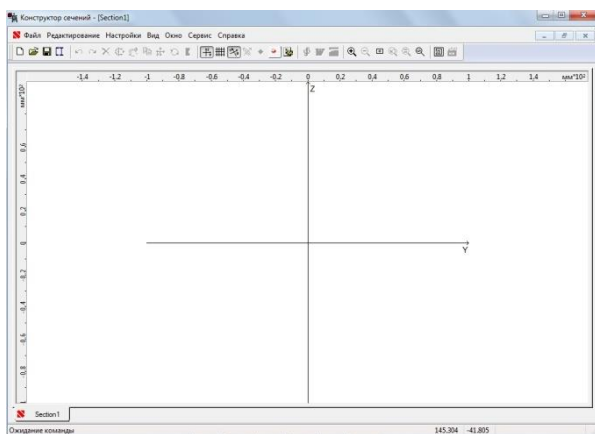 Конструктор сечений - [Section1]
Файл Редактирование Настройки Вид Окно Сервис Справка
-1,4 -1,2 -1 -0,8 -0,6 -0,4 -0,2 0 0,2 0,4 0,6 0,8 1 1,2 1,4 мм*10²
мм*10²
Z
0,6
0,4
0,2
0
Y
-0,2
-0,4
-0,6
-0,8
Section1
Ожидание команды 145.304 -41.805